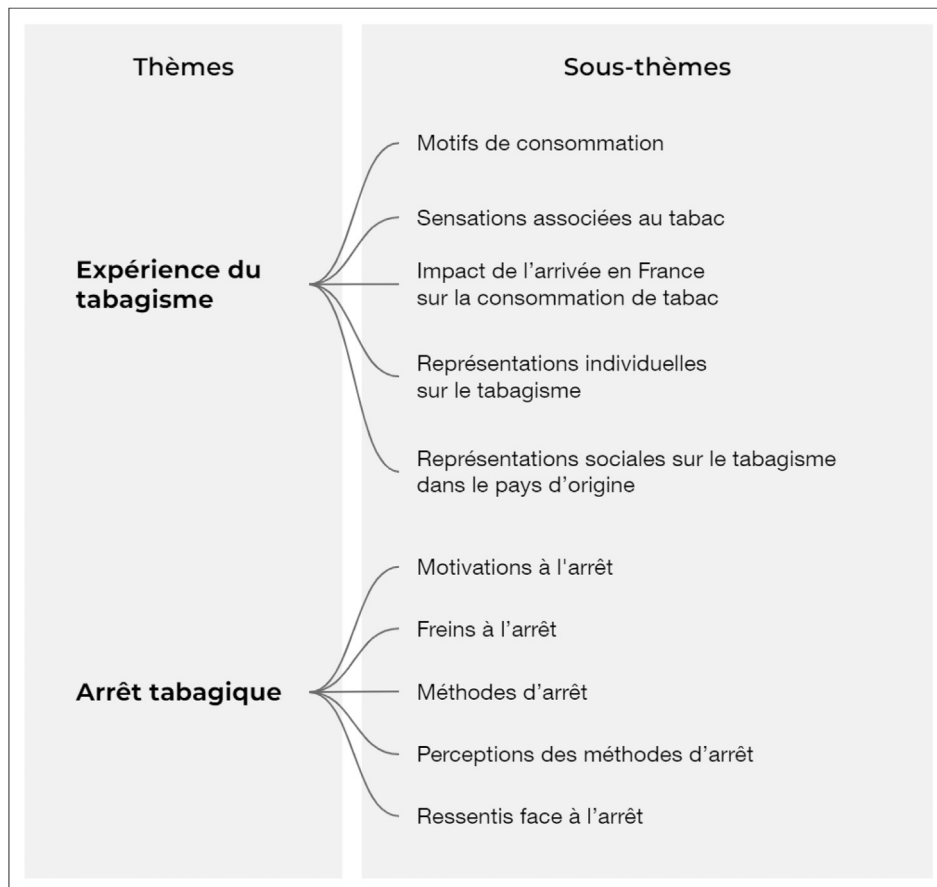 Thèmes
Sous-thèmes
Expérience du
tabagisme
Motifs de consommation
Sensations associées au tabac
Impact de l’arrivée en France
sur la consommation de tabac
Représentations individuelles
sur le tabagisme
Représentations sociales sur le tabagisme
dans le pays d’origine
Arrêt tabagique
Motivations à l'arrêt
Freins à l’arrêt
Méthodes d’arrêt
Perceptions des méthodes d’arrêt
Ressentis face à l’arrêt